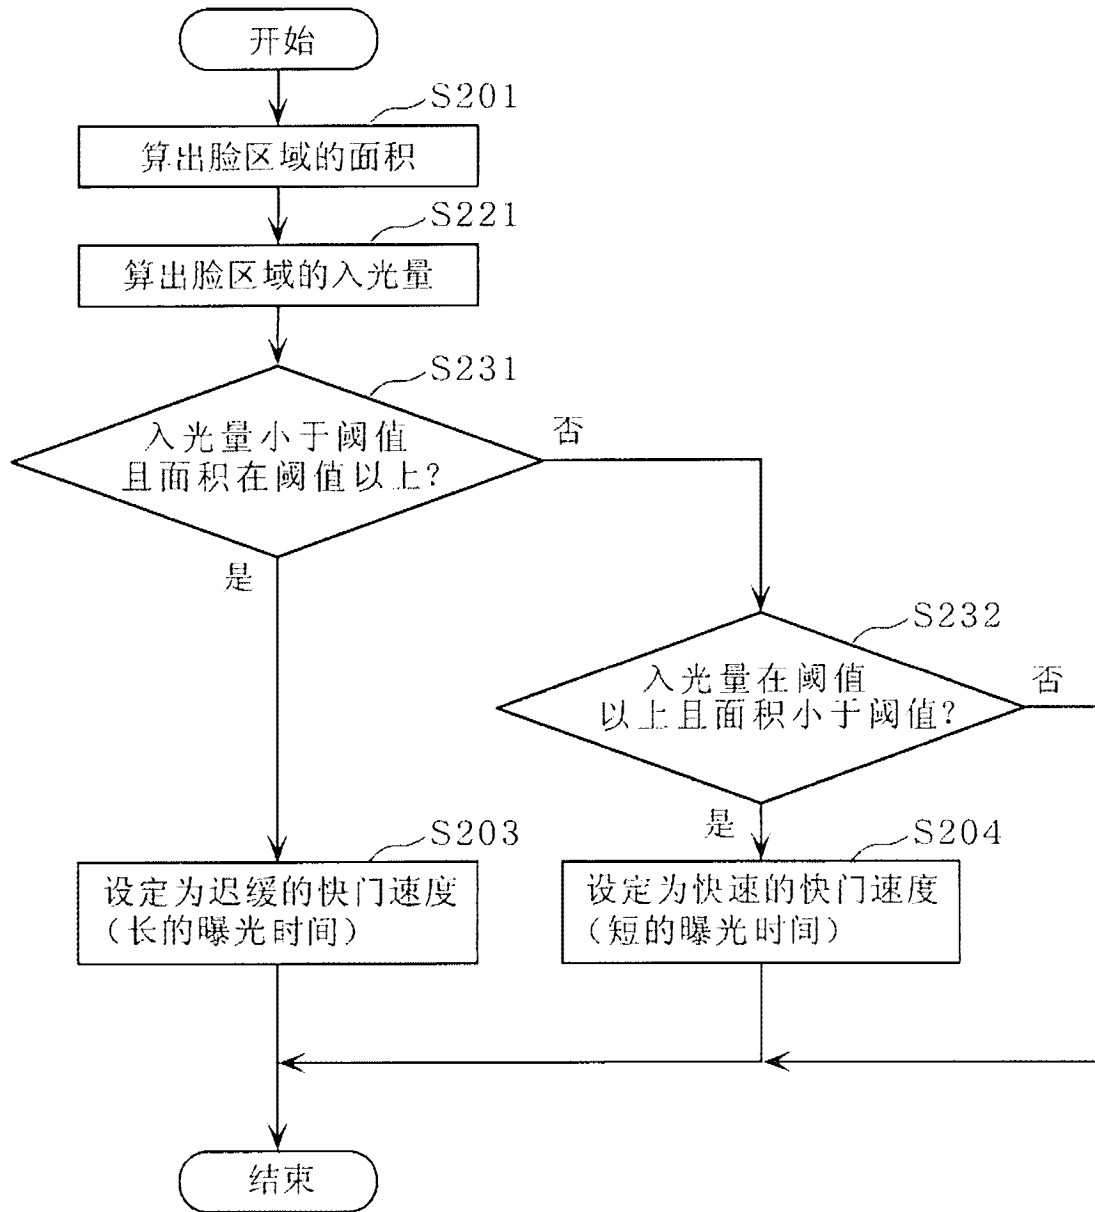 开始
S201
算出脸区域的面积
S221
算出脸区域的入光量
S231
入光量小于阈值
且面积在阈值以上?
否
是
S232
入光量在阈值
以上且面积小于阈值?
否
是
S203
设定为迟缓的快门速度
(长的曝光时间)
S204
设定为快速的快门速度
(短的曝光时间)
结束